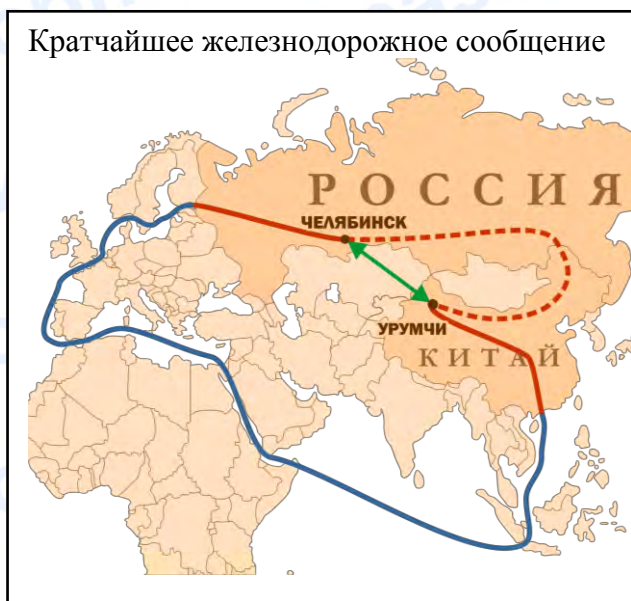 Кратчайшее железнодорожное сообщение
РОССИЯ
ЧЕЛЯБИНСК
УРУМЧИ
КИТАЙ